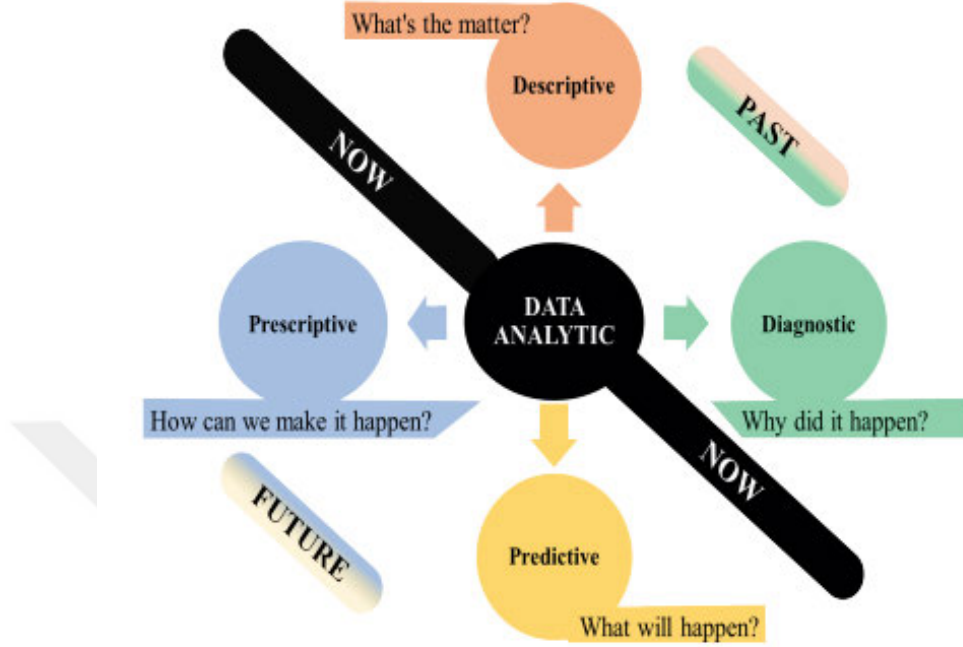 What's the matter?
Descriptive
PAST
NOW
Prescriptive
DATA
ANALYTIC
Diagnostic
How can we make it happen?
Why did it happen?
NOW
FUTURE
Predictive
What will happen?